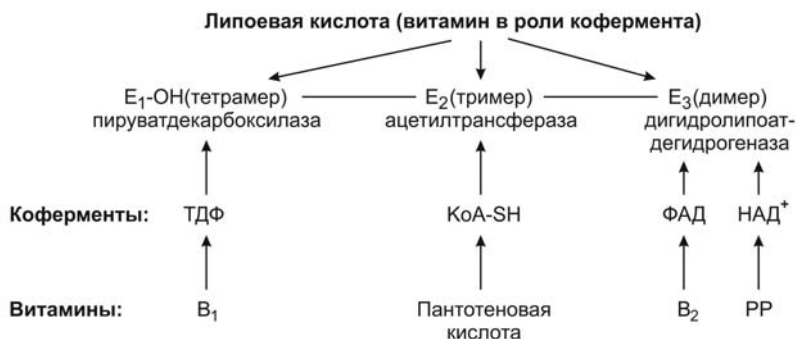 Липоевая кислота (витамин в роли кофермента)
E₁-OH(тетрамер) E₂(тример) E₃(димер)
пируватдекарбоксилаза ацетилтрансфераза дигидролипоат-
дегидрогеназа
Коферменты: ТДФ KoA-SH ФАД НАД⁺
Витамины: B₁ Пантотеновая B₂ PP
кислота